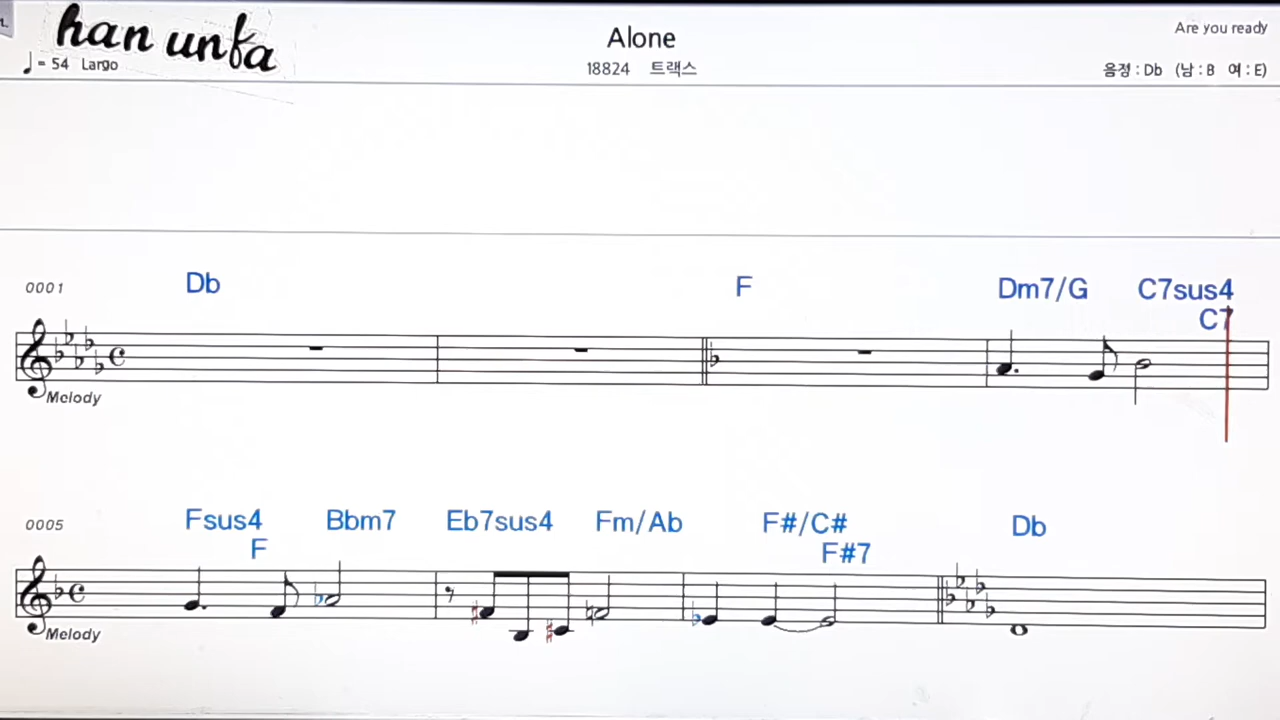 han unfa
Alone
Are you ready
♩= 54 Largo
18824 트랙스
음정 : Db (남 : B 여 : E)
0001
Db
F
Dm7/G
C7sus4
C7
Melody
0005
Fsus4
F
Bbm7
Eb7sus4
Fm/Ab
F#/C#
F#7
Db
Melody